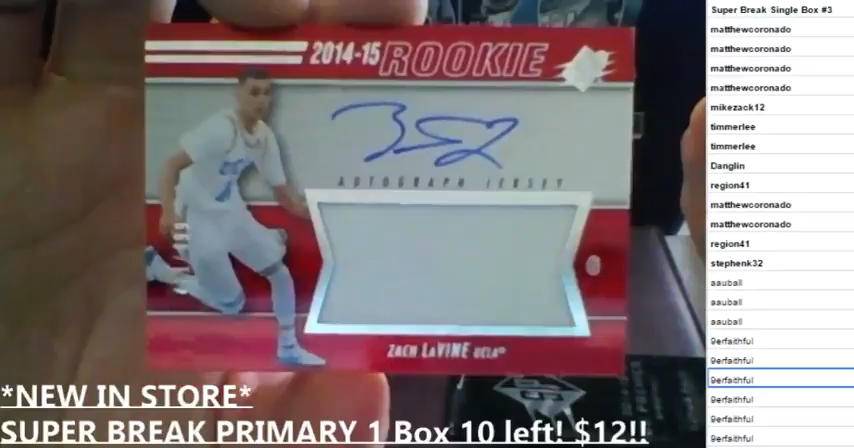 Super Break Single Box #3
matthewcoronado
matthewcoronado
matthewcoronado
matthewcoronado
mikezack12
timmerlee
timmerlee
Danglin
region41
matthewcoronado
matthewcoronado
region41
stephenk32
aauball
aauball
aauball
9erfaithful
9erfaithful
9erfaithful
9erfaithful
9erfaithful
9erfaithful
2014-15 ROOKIE
AUTOGRAPH JERSEY
ZACH LaVINE UCLA
*NEW IN STORE*
SUPER BREAK PRIMARY 1 Box 10 left! $12!!